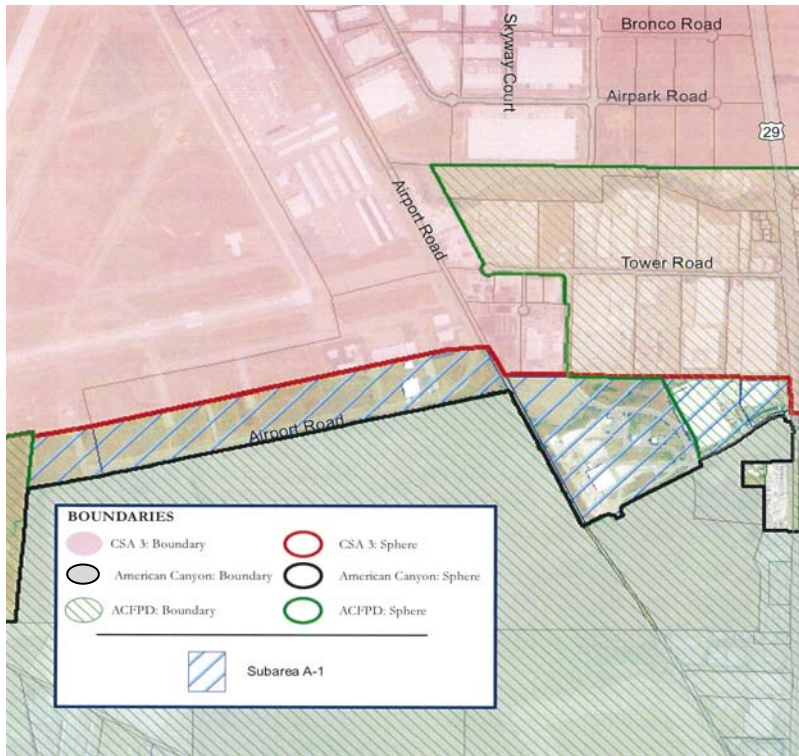 Bronco Road
Skyway Court
Airpark Road
29
Airport Road
Tower Road
Airport Road
BOUNDARIES
CSA 3: Boundary
CSA 3: Sphere
American Canyon: Boundary
American Canyon: Sphere
ACFPD: Boundary
ACFPD: Sphere
Subarea A-1